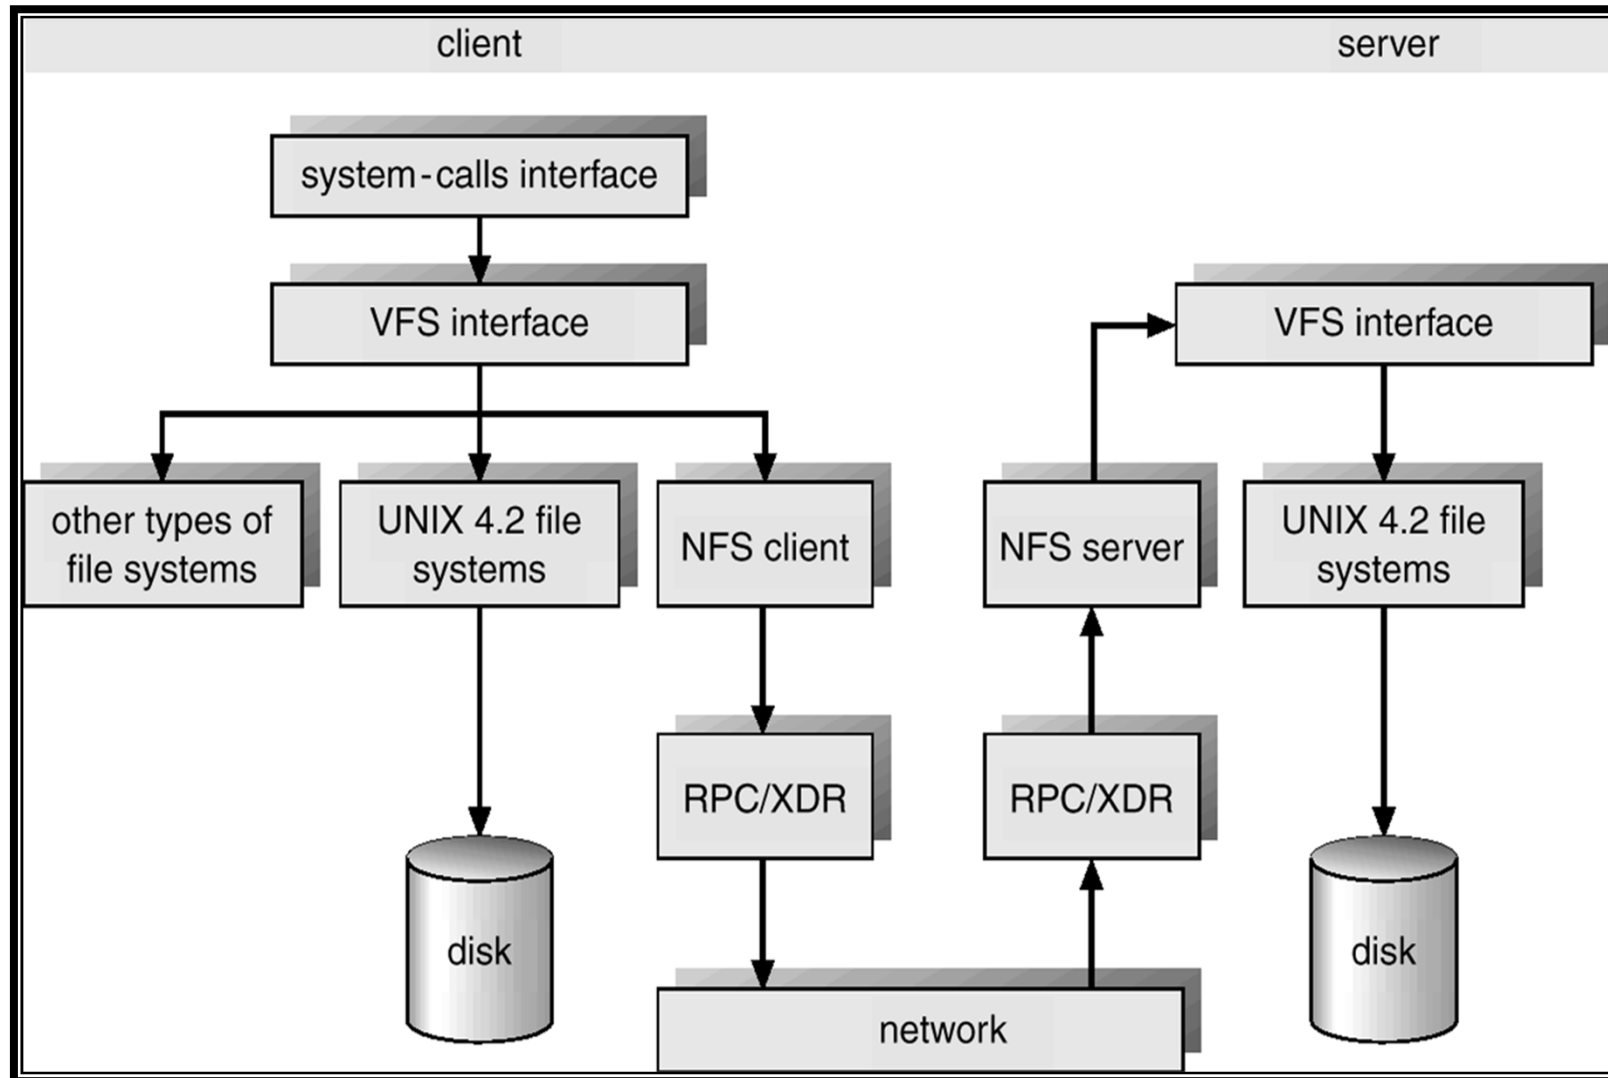 client
server
system-calls interface
VFS interface
VFS interface
other types of
file systems
UNIX 4.2 file
systems
NFS client
NFS server
UNIX 4.2 file
systems
RPC/XDR
RPC/XDR
disk
disk
network